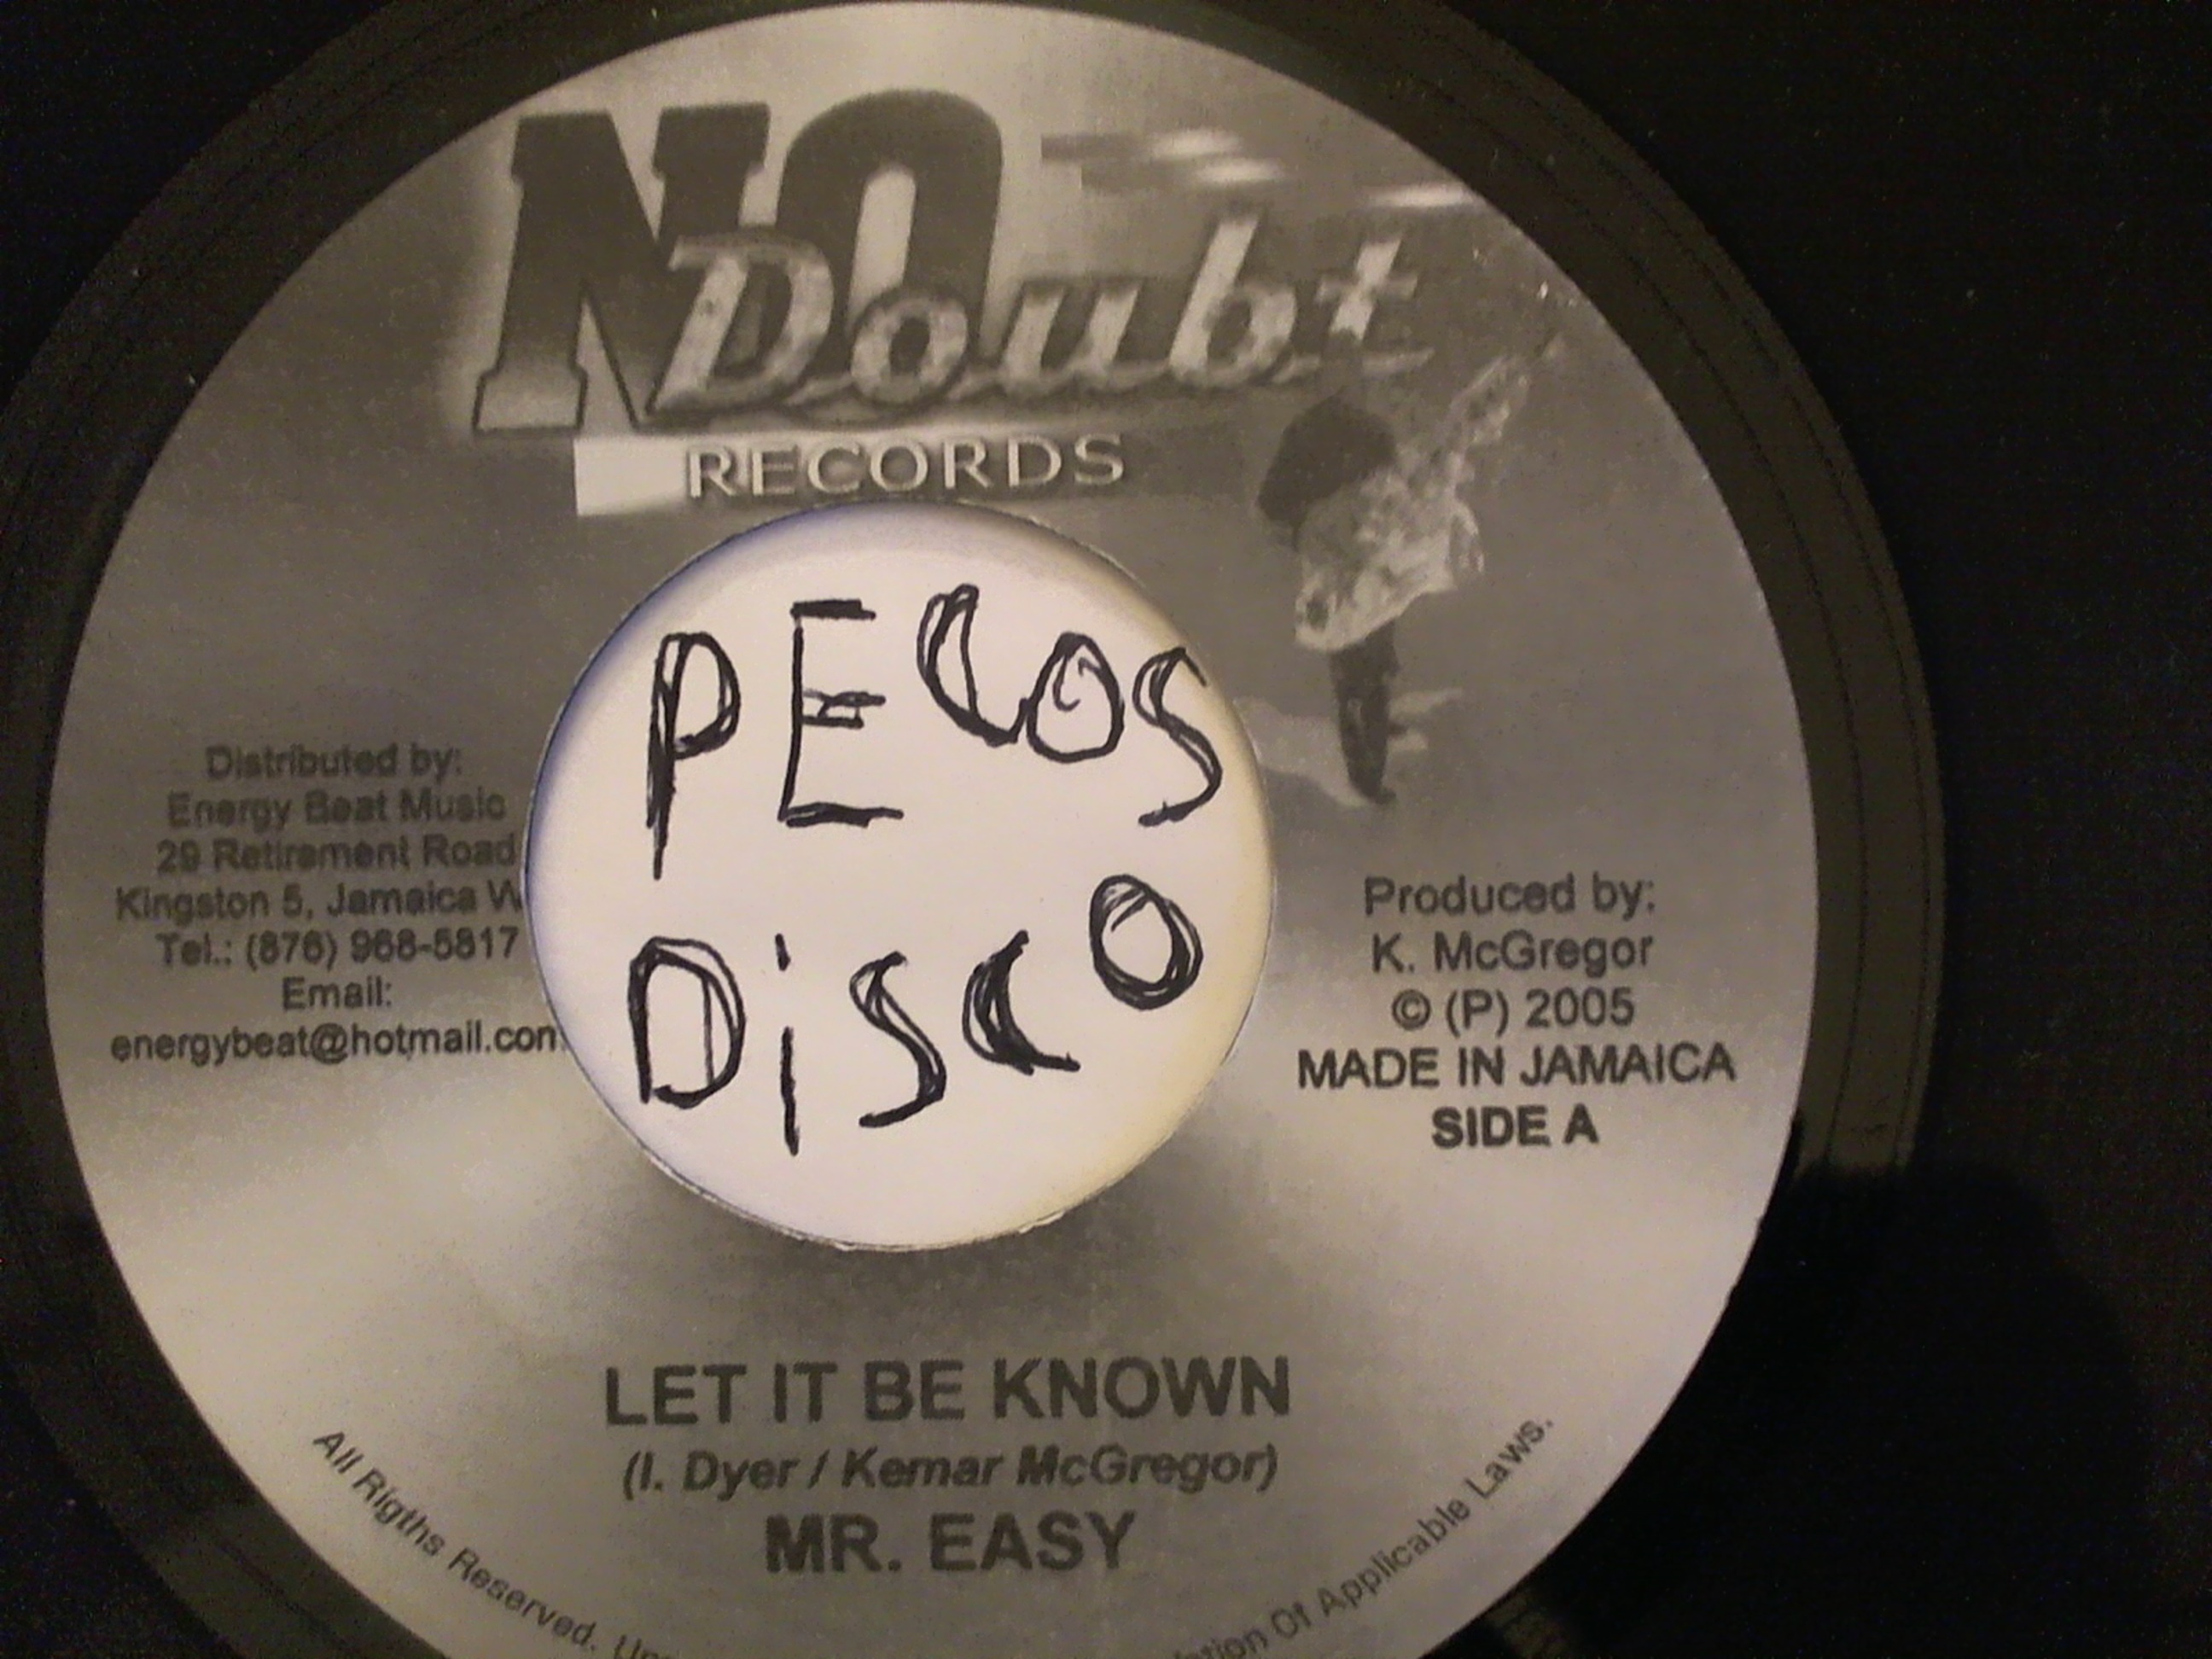 NO
Doubt
RECORDS
PECOS
DiSCO
Distributed by:
Energy Beat Music
29 Retirement Road
Kingston 5, Jamaica W
Tel.: (876) 968-5817
Email:
energybeat@hotmail.com
Produced by:
K. McGregor
© (P) 2005
MADE IN JAMAICA
SIDE A
LET IT BE KNOWN
(I. Dyer / Kemar McGregor)
MR. EASY
All Rigths Reserved.
Of Applicable Laws.